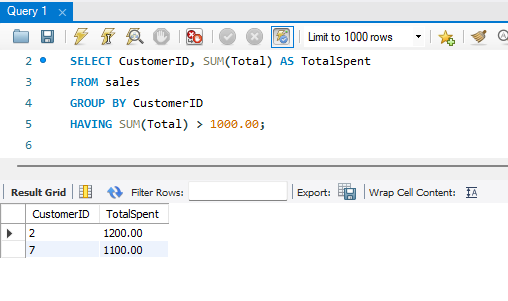 Query 1
Limit to 1000 rows
2 SELECT CustomerID, SUM(Total) AS TotalSpent
3 FROM sales
4 GROUP BY CustomerID
5 HAVING SUM(Total) > 1000.00;
6
Result Grid Filter Rows: Export: Wrap Cell Content:
CustomerID TotalSpent
2 1200.00
7 1100.00